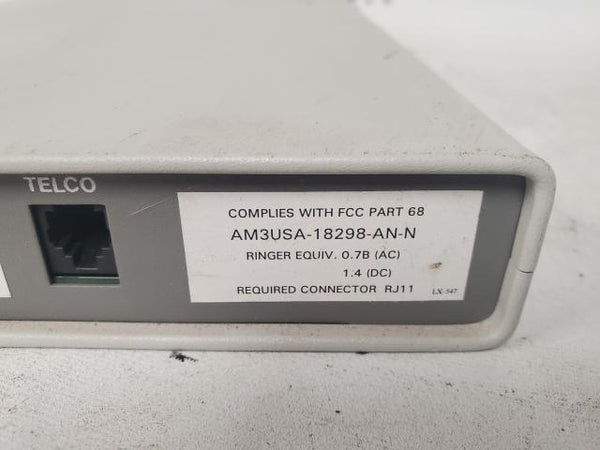 TELCO
COMPLIES WITH FCC PART 68
AM3USA-18298-AN-N
RINGER EQUIV. 0.7B (AC)
1.4 (DC)
REQUIRED CONNECTOR RJ11
LX-547